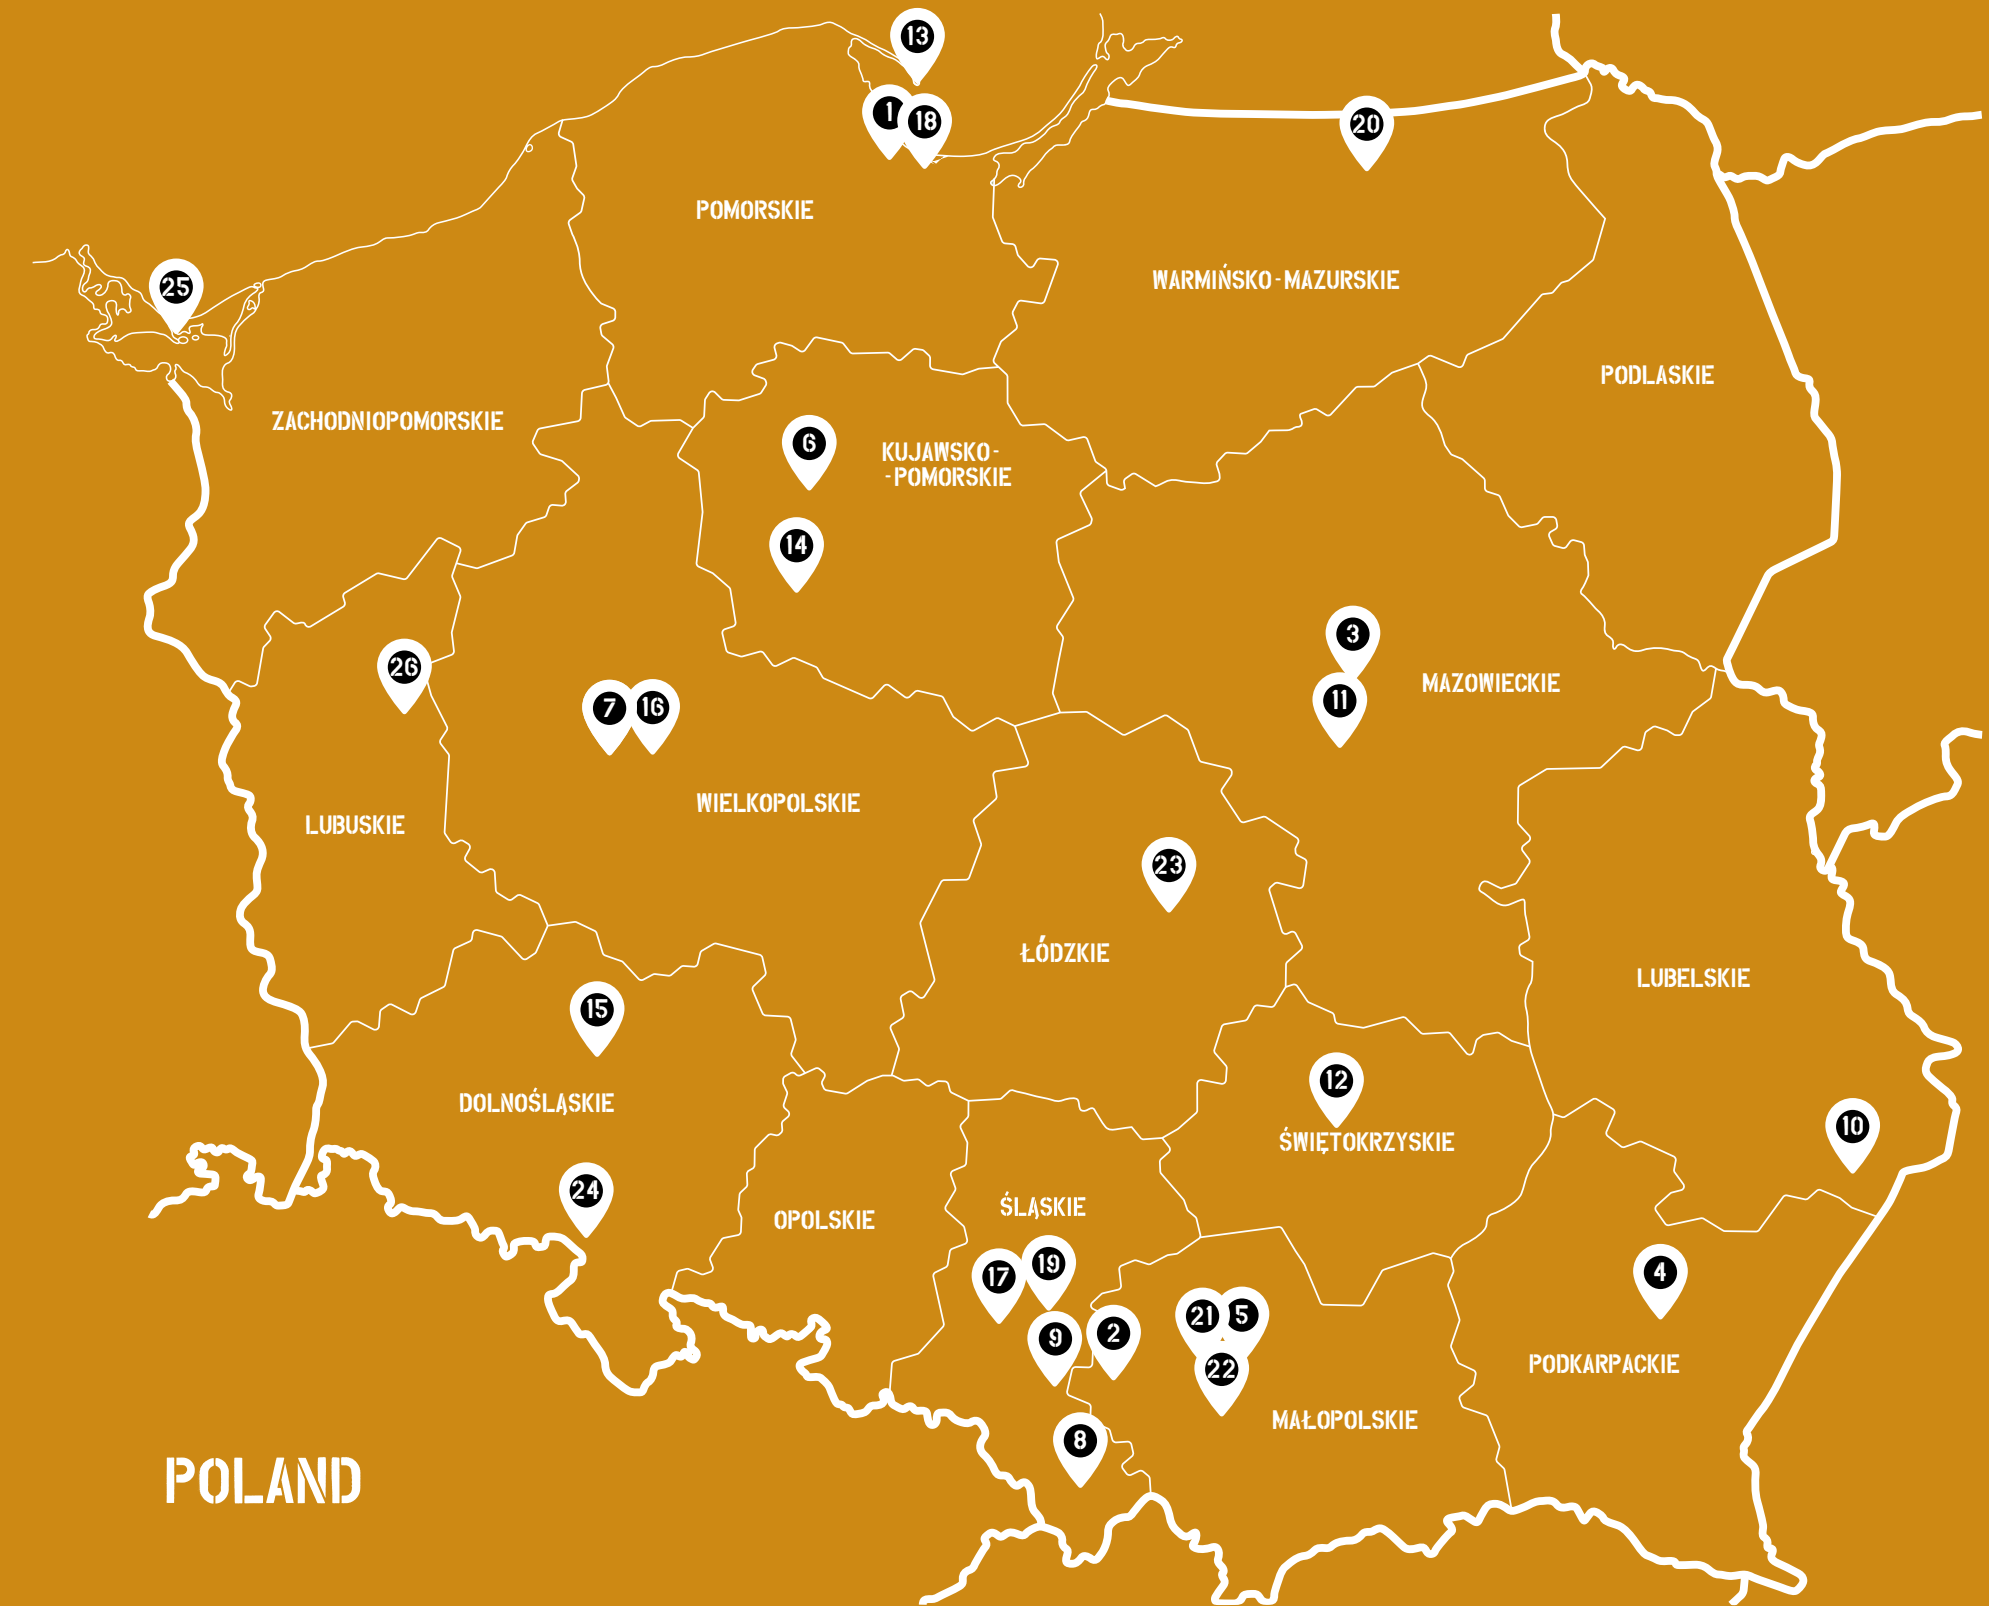 13
1
18
20
POMORSKIE
WARMIŃSKO-MAZURSKIE
25
PODLASKIE
ZACHODNIOPOMORSKIE
6
KUJAWSKO-
-POMORSKIE
14
3
26
MAZOWIECKIE
7
16
11
WIELKOPOLSKIE
LUBUSKIE
23
ŁÓDZKIE
LUBELSKIE
15
12
DOLNOŚLĄSKIE
10
ŚWIĘTOKRZYSKIE
24
ŚLĄSKIE
OPOLSKIE
17
19
4
21
5
9
2
22
PODKARPACKIE
MAŁOPOLSKIE
8
POLAND